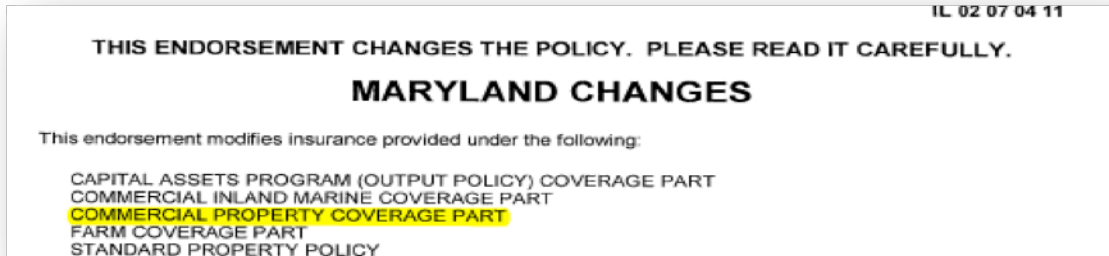 IL 02 07 04 11
THIS ENDORSEMENT CHANGES THE POLICY. PLEASE READ IT CAREFULLY.
MARYLAND CHANGES
This endorsement modifies insurance provided under the following:
CAPITAL ASSETS PROGRAM (OUTPUT POLICY) COVERAGE PART
COMMERCIAL INLAND MARINE COVERAGE PART
COMMERCIAL PROPERTY COVERAGE PART
FARM COVERAGE PART
STANDARD PROPERTY POLICY